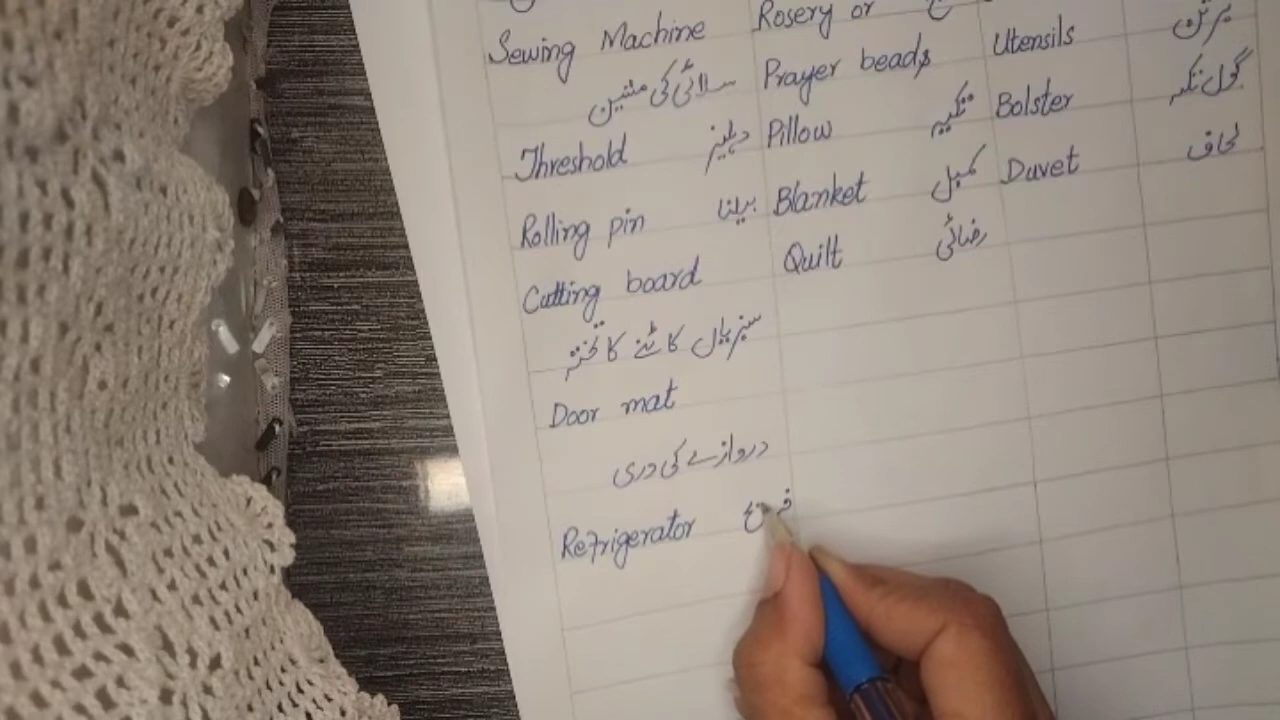 Sewing Machine
سلائی کی مشین
Threshold دہلیز
Rolling pin بیلنا
Cutting board
سبزیاں کاٹنے کا تختہ
Door mat
دروازے کی دری
Refrigerator فریج
Rosery or
Prayer beads
Pillow تکیہ
Blanket کمبل
Quilt رضائی
Utensils برتن
Bolster گول تکیہ
Duvet لحاف